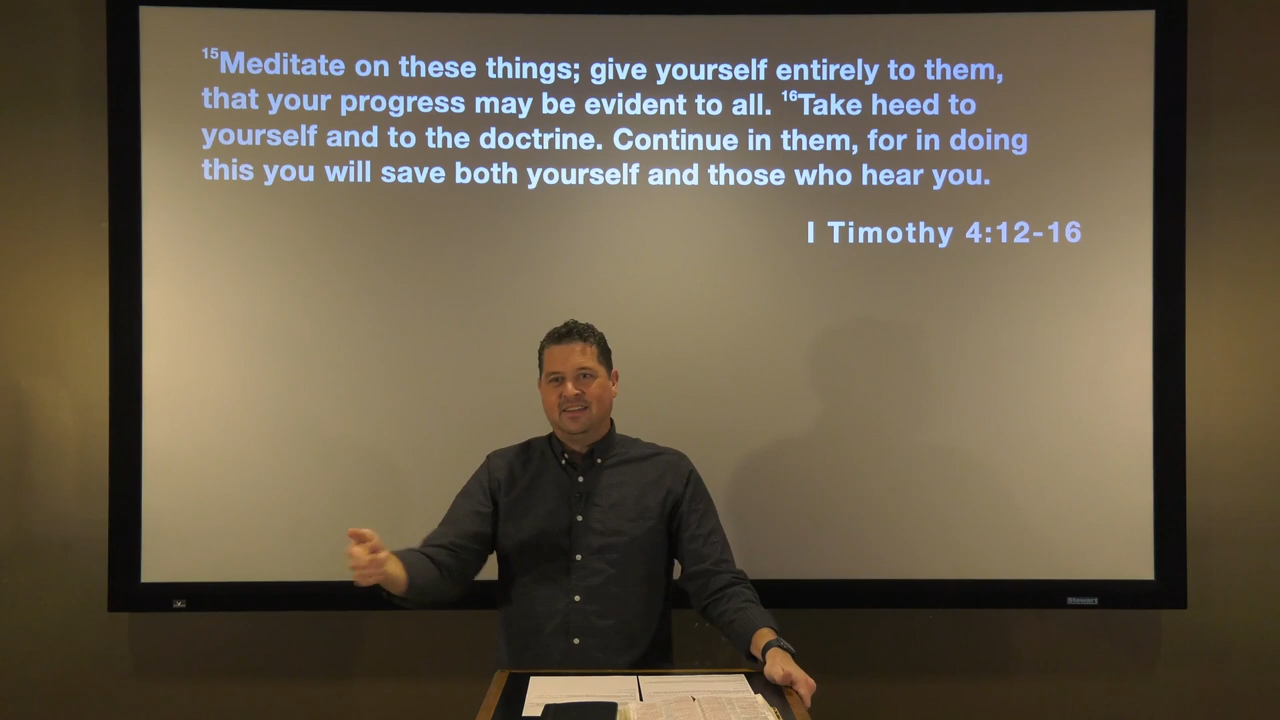 ¹⁵Meditate on these things; give yourself entirely to them,
that your progress may be evident to all. ¹⁶Take heed to
yourself and to the doctrine. Continue in them, for in doing
this you will save both yourself and those who hear you.
I Timothy 4:12-16
Stewart